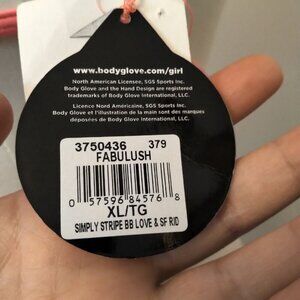 www.bodyglove.com/girl
North American Licensee, SGS Sports Inc.
Body Glove and the Hand Design are registered
trademarks of Body Glove International, LLC.
Licence Nord Américaine, SGS Sports Inc.
Body Glove et l'illustration de la main sont des marques
déposées de Body Glove International, LLC.
3750436 379
FABULUSH
0 57596 84576 8
XL/TG
SIMPLY STRIPE BB LOVE & SF RID